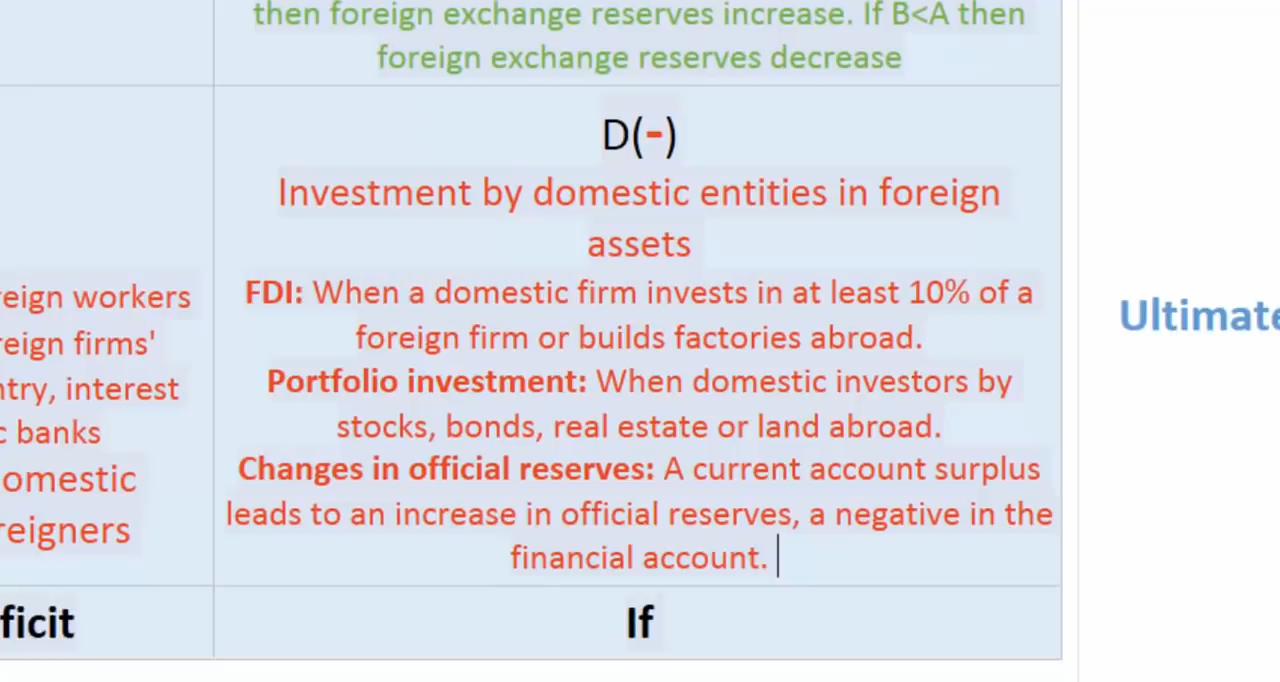 then foreign exchange reserves increase. If B<A then
foreign exchange reserves decrease
D(-)
Investment by domestic entities in foreign
assets
FDI: When a domestic firm invests in at least 10% of a
foreign firm or builds factories abroad.
Portfolio investment: When domestic investors by
stocks, bonds, real estate or land abroad.
Changes in official reserves: A current account surplus
leads to an increase in official reserves, a negative in the
financial account.
If
reign workers
reign firms'
ntry, interest
c banks
omestic
reigners
ficit
Ultimate